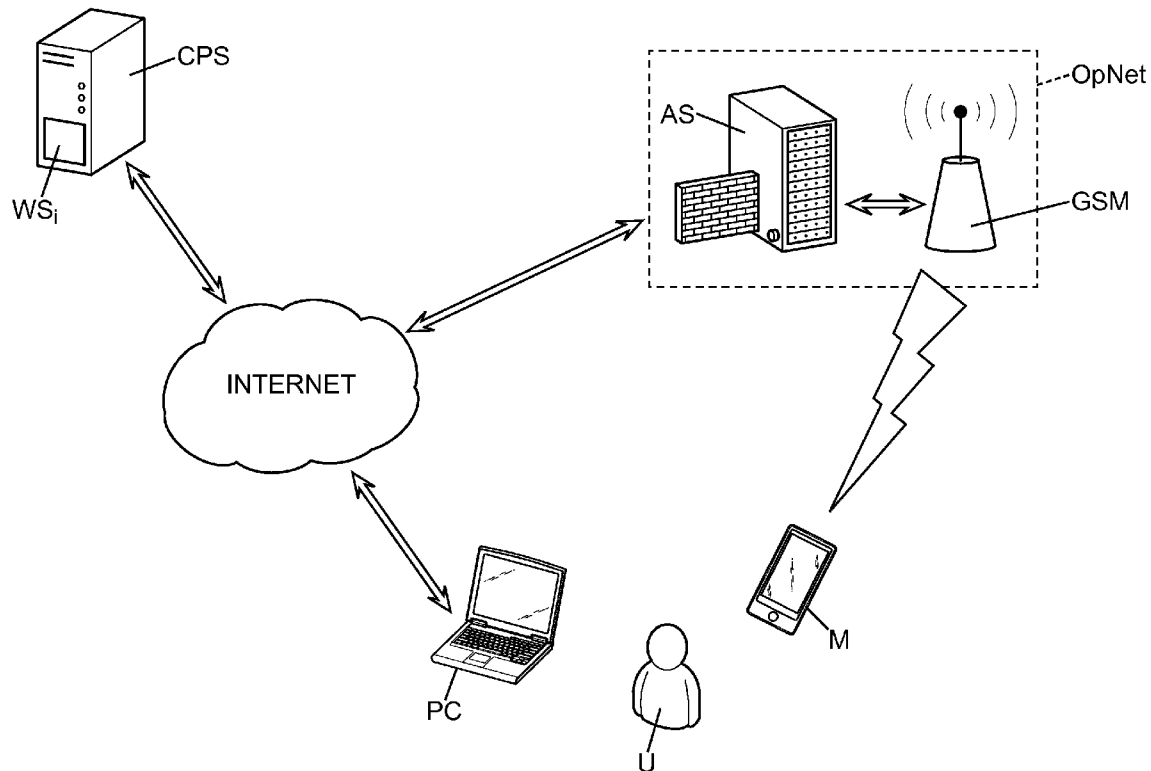 CPS
OpNet
AS
WSi
GSM
INTERNET
M
PC
U